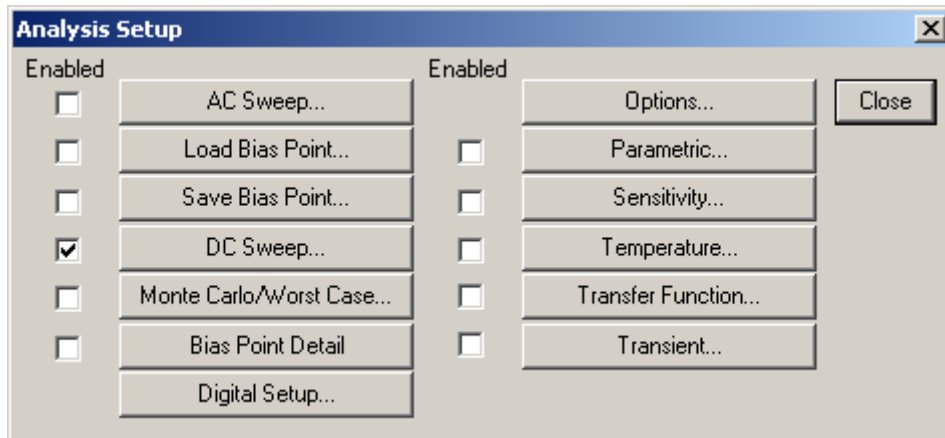 Analysis Setup
Enabled Enabled
AC Sweep... Options... Close
Load Bias Point... Parametric...
Save Bias Point... Sensitivity...
DC Sweep... Temperature...
Monte Carlo/Worst Case... Transfer Function...
Bias Point Detail Transient...
Digital Setup...